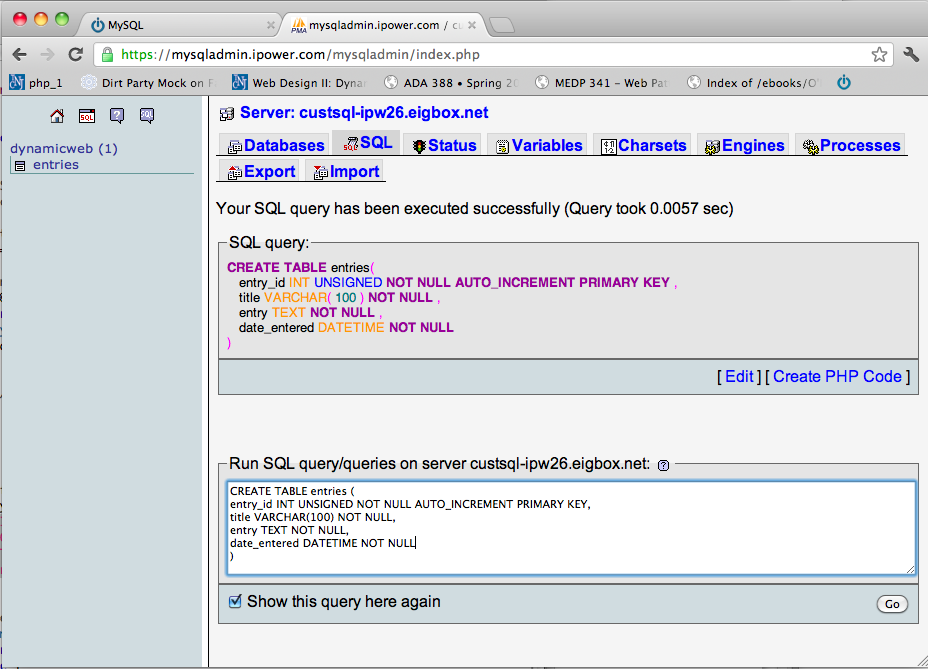 MySQL
mysqladmin.ipower.com / cu
https://mysqladmin.ipower.com/mysqladmin/index.php
php_1
Dirt Party Mock on F
Web Design II: Dyna
ADA 388 • Spring 20
MEDP 341 – Web Pat
Index of /ebooks/O'
dynamicweb (1)
entries
Server: custsql-ipw26.eigbox.net
Databases
SQL
Status
Variables
Charsets
Engines
Processes
Export
Import
Your SQL query has been executed successfully (Query took 0.0057 sec)
SQL query:
CREATE TABLE entries(
entry_id INT UNSIGNED NOT NULL AUTO_INCREMENT PRIMARY KEY ,
title VARCHAR( 100 ) NOT NULL ,
entry TEXT NOT NULL ,
date_entered DATETIME NOT NULL
)
[ Edit ] [ Create PHP Code ]
Run SQL query/queries on server custsql-ipw26.eigbox.net:
CREATE TABLE entries (
entry_id INT UNSIGNED NOT NULL AUTO_INCREMENT PRIMARY KEY,
title VARCHAR(100) NOT NULL,
entry TEXT NOT NULL,
date_entered DATETIME NOT NULL
)
Show this query here again
Go